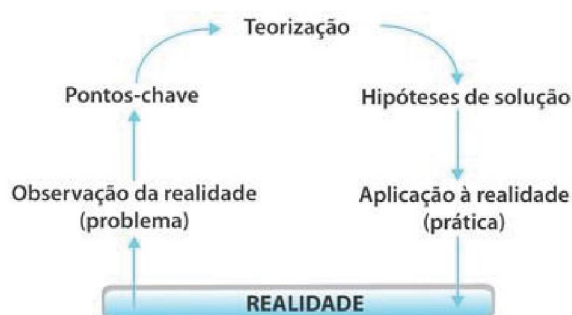 Teorização
Pontos-chave
Hipóteses de solução
Observação da realidade
(problema)
Aplicação à realidade
(prática)
REALIDADE